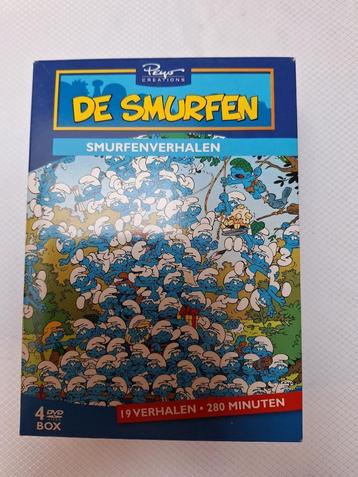 Peyo
CREATIONS
DE SMURFEN
SMURFENVERHALEN
4 DVD
BOX
19 VERHALEN • 280 MINUTEN